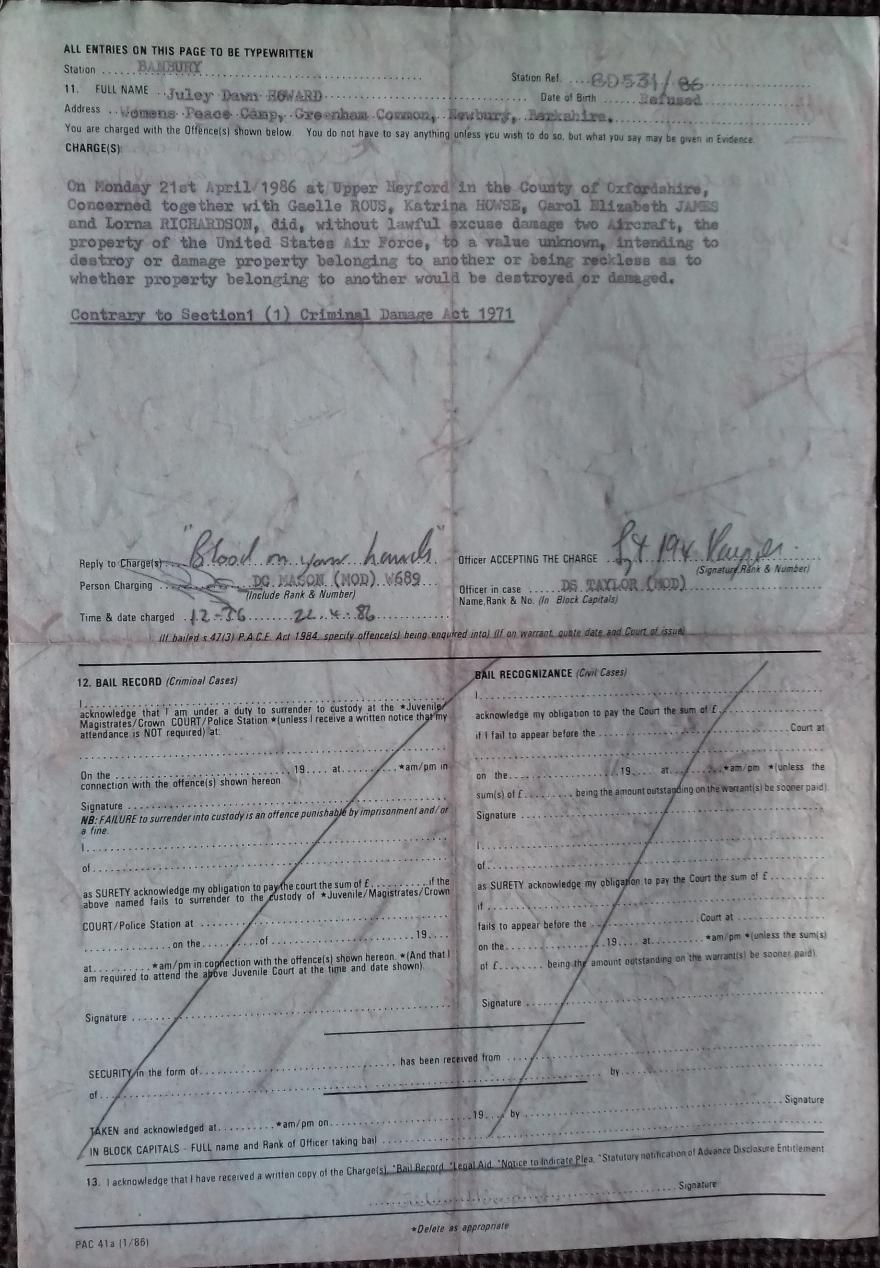 ALL ENTRIES ON THIS PAGE TO BE TYPEWRITTEN
Station ...... BANBURY ......
Station Ref. ....BD531/86
11. FULL NAME ..Juley Dawn HOWARD......
Date of Birth ......Refused
Address ..Womens Peace Camp, Greenham Common, Newbury, Berkshire.
You are charged with the Offence(s) shown below. You do not have to say anything unless you wish to do so, but what you say may be given in Evidence.
CHARGE(S):
On Monday 21st April 1986 at Upper Heyford in the County of Oxfordshire,
Concerned together with Gaelle ROUS, Katrina HOWSE, Carol Elizabeth JAMES
and Lorna RICHARDSON, did, without lawful excuse damage two Aircraft, the
property of the United States Air Force, to a value unknown, intending to
destroy or damage property belonging to another or being reckless as to
whether property belonging to another would be destroyed or damaged.
Contrary to Section1 (1) Criminal Damage Act 1971
Reply to Charge(s) "Blood on your hands"
Officer ACCEPTING THE CHARGE
(Signature, Rank & Number)
Person Charging DC MASON (MOD) W689
(Include Rank & Number)
Officer in case DS TAYLOR (MOD)
Name, Rank & No. (In Block Capitals)
Time & date charged 12-36 22.4.86
(If bailed s.47(3) P.A.C.E. Act 1984, specify offence(s) being enquired into) (If on warrant, quote date and Court of issue)
12. BAIL RECORD (Criminal Cases)
I......
acknowledge that I am under a duty to surrender to custody at the *Juvenile/
Magistrates/Crown COURT/Police Station *(unless I receive a written notice that my
attendance is NOT required) at:
On the ...... 19.... at ......*am/pm in
connection with the offence(s) shown hereon.
Signature ......
NB: FAILURE to surrender into custody is an offence punishable by imprisonment and/or
a fine.
I......
of......
as SURETY acknowledge my obligation to pay the court the sum of £......if the
above named fails to surrender to the custody of *Juvenile/Magistrates/Crown
COURT/Police Station at ......
......on the......of......19....
at......*am/pm in connection with the offence(s) shown hereon. *(And that I
am required to attend the above Juvenile Court at the time and date shown).
Signature ......
BAIL RECOGNIZANCE (Civil Cases)
I......
acknowledge my obligation to pay the Court the sum of £......
if I fail to appear before the ......Court at
on the......19.... at......*am/pm *(unless the
sum(s) of £...... being the amount outstanding on the warrant(s) be sooner paid).
Signature ......
I......
of......
as SURETY acknowledge my obligation to pay the Court the sum of £......
if ......
fails to appear before the ......Court at ......
on the......19.... at......*am/pm *(unless the sum(s)
of £...... being the amount outstanding on the warrant(s) be sooner paid).
Signature ......
SECURITY in the form of...... has been received from ......
of...... by......
TAKEN and acknowledged at......*am/pm on......19.... by ......Signature
IN BLOCK CAPITALS - FULL name and Rank of Officer taking bail ......
13. I acknowledge that I have received a written copy of the Charge(s), *Bail Record, *Legal Aid, *Notice to Indicate Plea, *Statutory notification of Advance Disclosure Entitlement
......Signature
*Delete as appropriate
PAC 41a (1/86)